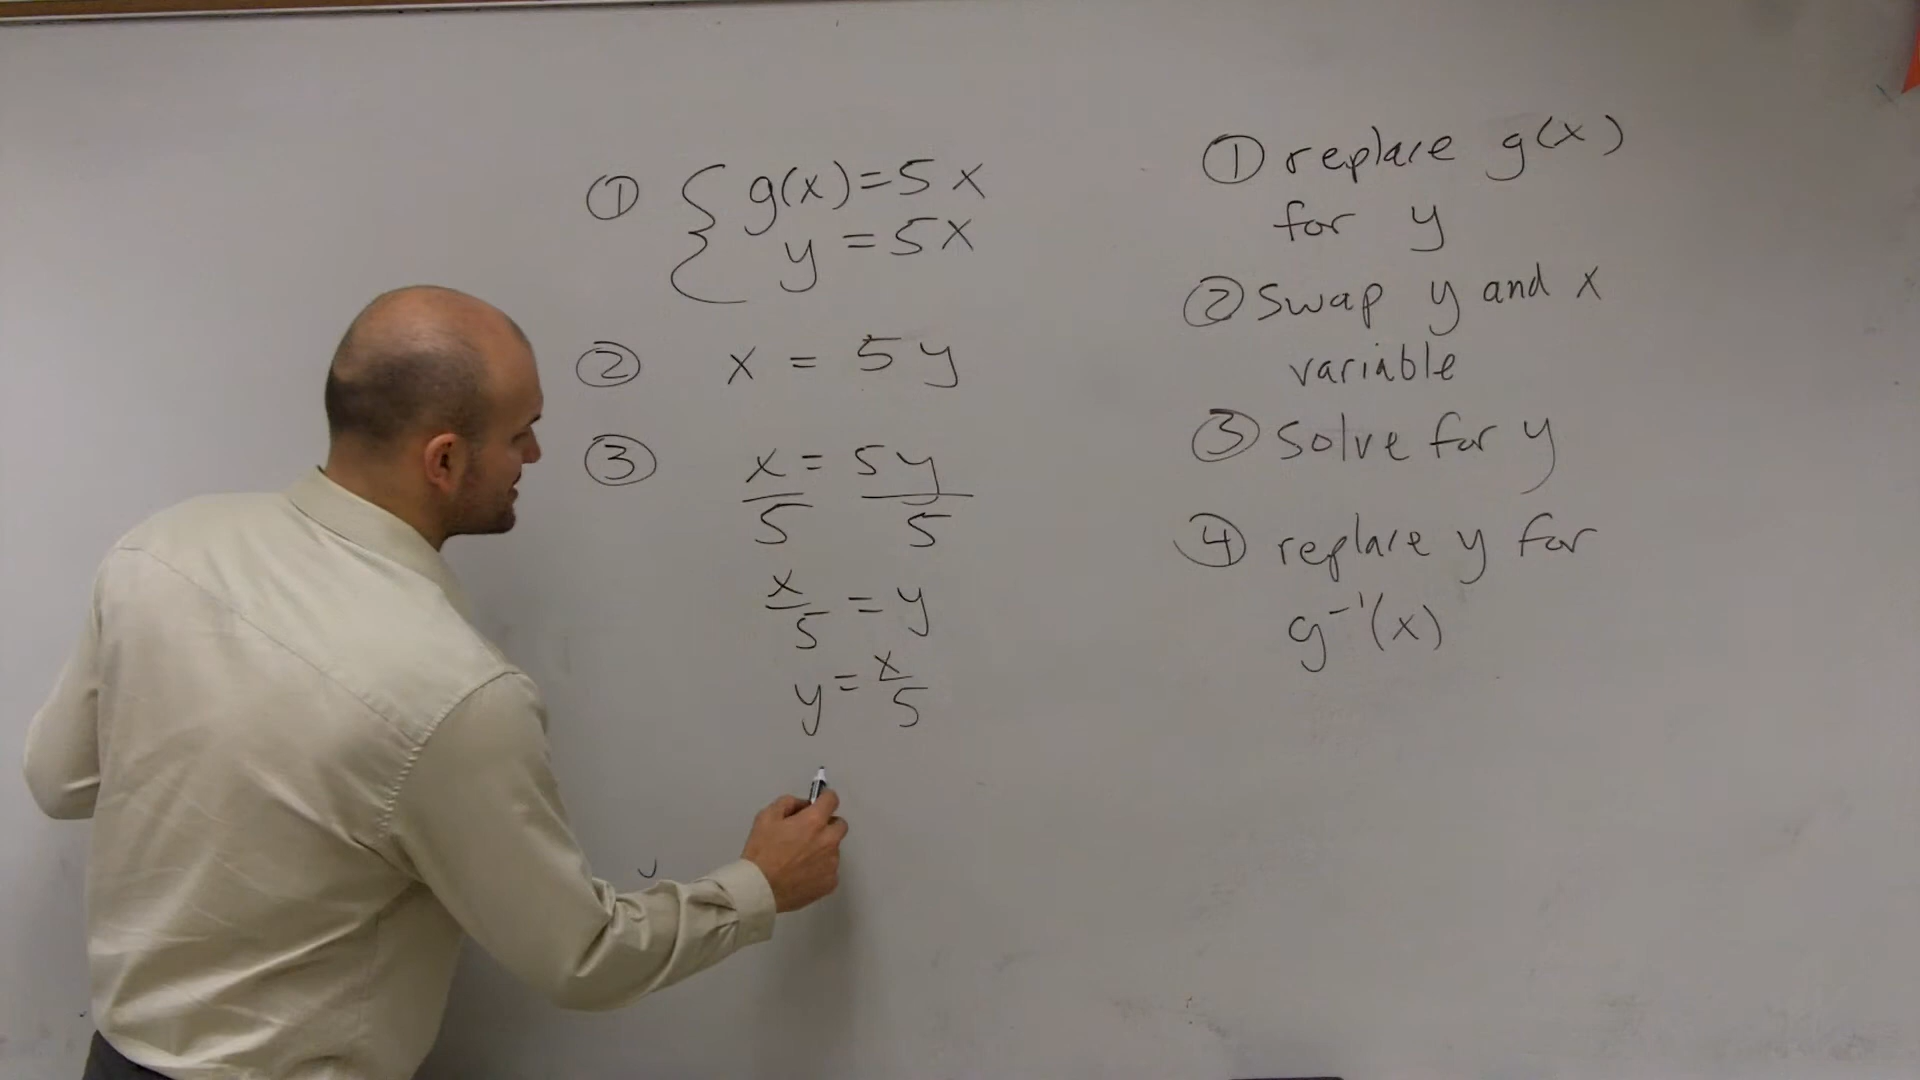 ① { g(x)=5x
y = 5x
② x = 5y
③ x = 5y
5 5
x/5 = y
y = x/5
① replace g(x)
for y
② Swap y and x
variable
③ Solve for y
④ replace y for
g⁻¹(x)